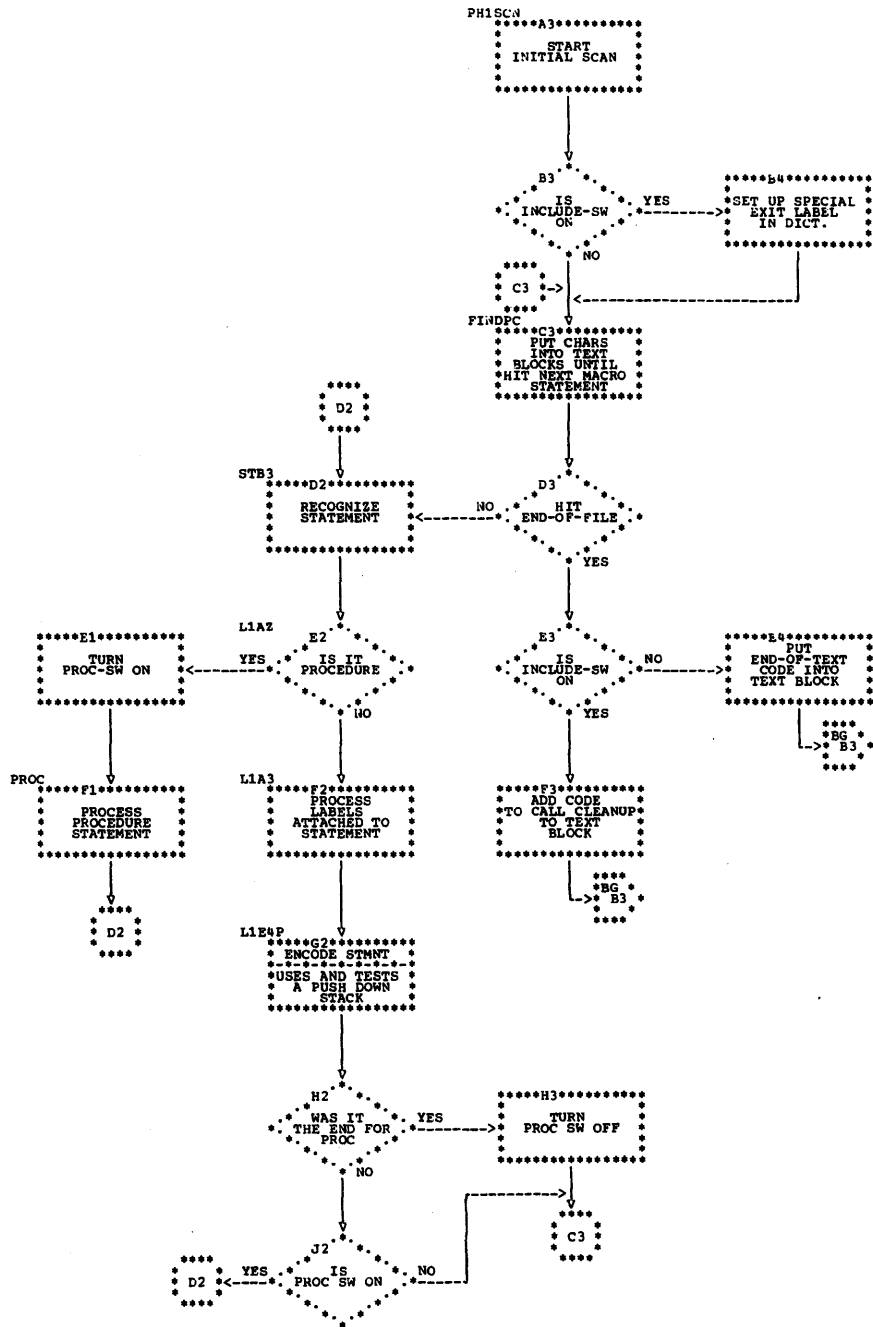 PH1SCN
A3
START
INITIAL SCAN
B3
IS
INCLUDE-SW
ON
YES
B4
SET UP SPECIAL
EXIT LABEL
IN DICT.
NO
C3
FINDPC
C3
PUT CHARS
INTO TEXT
BLOCKS UNTIL
HIT NEXT MACRO
STATEMENT
D2
STB3
D2
RECOGNIZE
STATEMENT
NO
D3
HIT
END-OF-FILE
YES
E1
TURN
PROC-SW ON
YES
L1AZ
E2
IS IT
PROCEDURE
NO
E3
IS
INCLUDE-SW
ON
NO
YES
E4
PUT
END-OF-TEXT
CODE INTO
TEXT BLOCK
BG
B3
PROC
F1
PROCESS
PROCEDURE
STATEMENT
L1A3
F2
PROCESS
LABELS
ATTACHED TO
STATEMENT
F3
ADD CODE
TO CALL CLEANUP
TO TEXT
BLOCK
BG
B3
D2
L1E4P
G2
ENCODE STMNT
USES AND TESTS
A PUSH DOWN
STACK
H2
WAS IT
THE END FOR
PROC
YES
NO
H3
TURN
PROC SW OFF
C3
D2
YES
J2
IS
PROC SW ON
NO